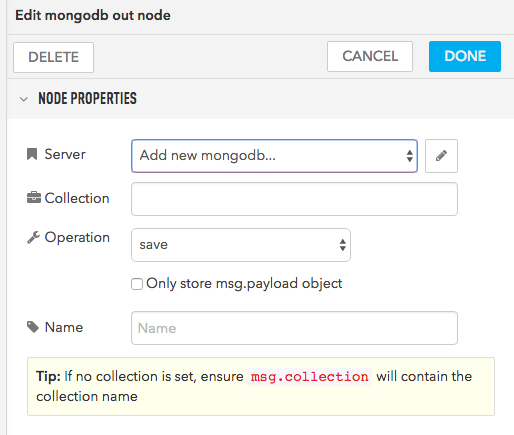 Edit mongodb out node
DELETE
CANCEL
DONE
NODE PROPERTIES
Server
Add new mongodb...
Collection
Operation
save
Only store msg.payload object
Name
Name
Tip: If no collection is set, ensure msg.collection will contain the
collection name